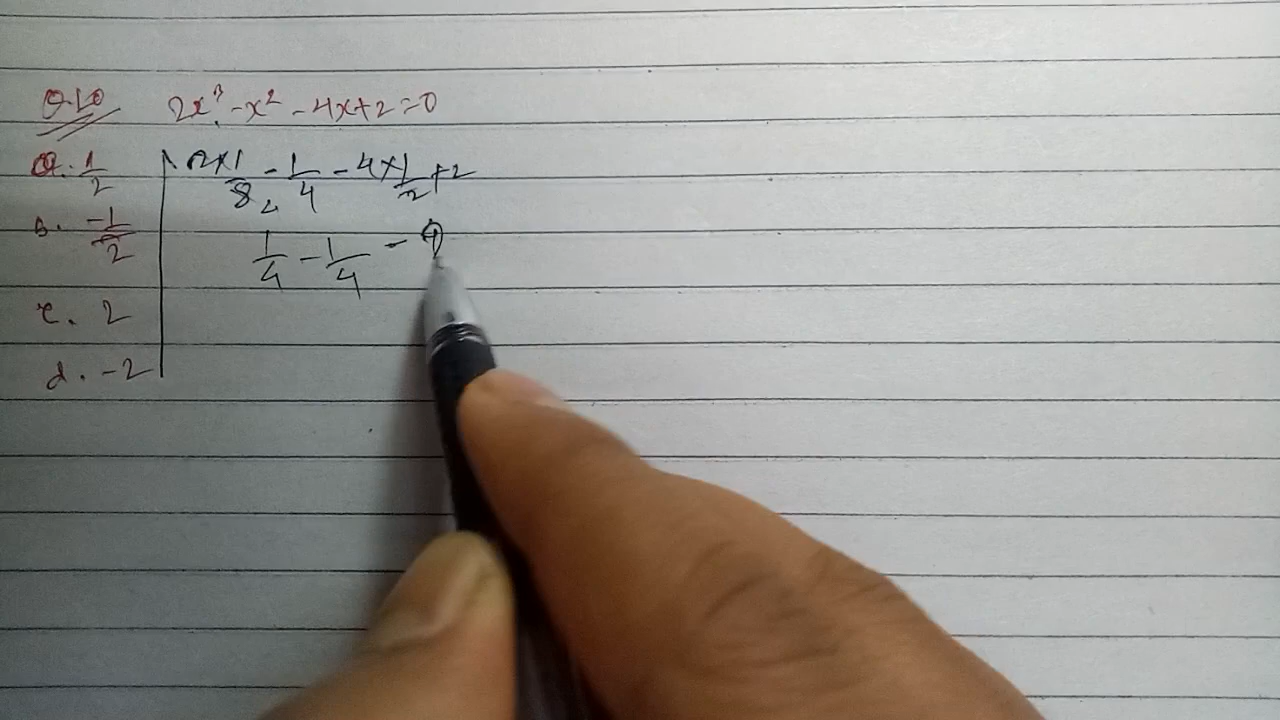 Q.10 2x³-x²-4x+2=0
a. 1/2
2×1/8 - 1/4 - 4×1/2 +2
b. -1/2
1/4 - 1/4 -
c. 2
d. -2